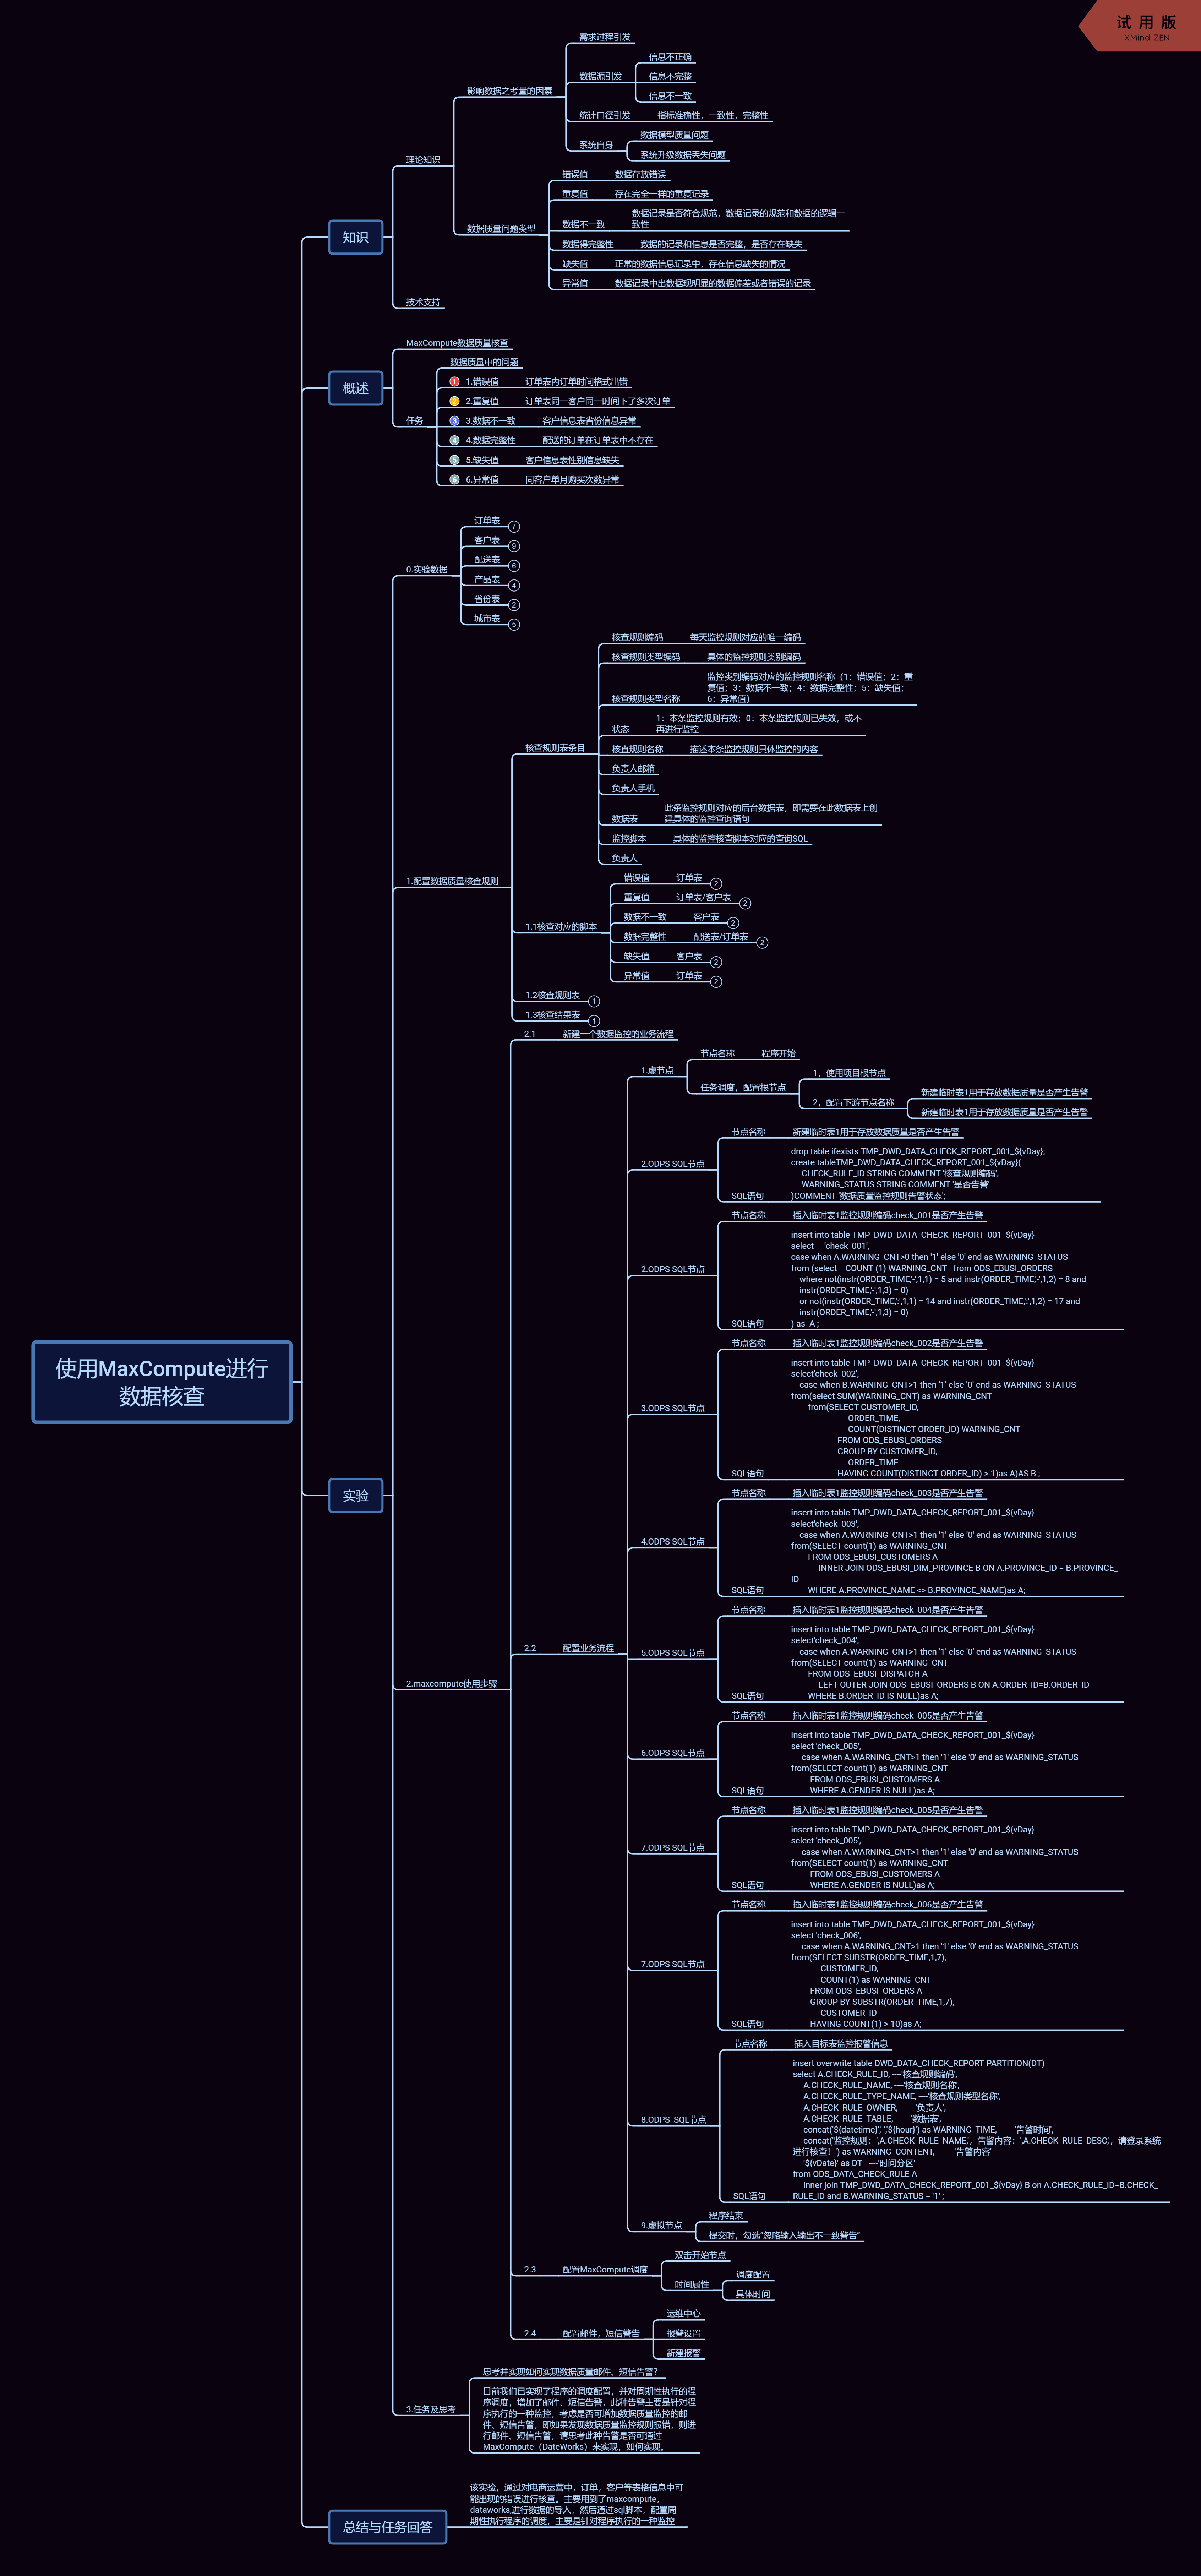 试 用 版
XMind:ZEN
使用MaxCompute进行
数据核查
知识
理论知识
影响数据之考量的因素
需求过程引发
数据源引发
信息不正确
信息不完整
信息不一致
统计口径引发
指标准确性，一致性，完整性
系统自身
数据模型质量问题
系统升级数据丢失问题
数据质量问题类型
错误值
数据存放错误
重复值
存在完全一样的重复记录
数据不一致
数据记录是否符合规范，数据记录的规范和数据的逻辑一
致性
数据得完整性
数据的记录和信息是否完整，是否存在缺失
缺失值
正常的数据信息记录中，存在信息缺失的情况
异常值
数据记录中出数据现明显的数据偏差或者错误的记录
技术支持
概述
MaxCompute数据质量核查
任务
数据质量中的问题
1 1.错误值
订单表内订单时间格式出错
2 2.重复值
订单表同一客户同一时间下了多次订单
3 3.数据不一致
客户信息表省份信息异常
4 4.数据完整性
配送的订单在订单表中不存在
5 5.缺失值
客户信息表性别信息缺失
6 6.异常值
同客户单月购买次数异常
实验
0.实验数据
订单表 7
客户表 9
配送表 6
产品表 4
省份表 2
城市表 5
1.配置数据质量核查规则
核查规则表条目
核查规则编码
每天监控规则对应的唯一编码
核查规则类型编码
具体的监控规则类别编码
核查规则类型名称
监控类别编码对应的监控规则名称（1：错误值；2：重
复值；3：数据不一致；4：数据完整性；5：缺失值；
6：异常值）
状态
1：本条监控规则有效；0：本条监控规则已失效，或不
再进行监控
核查规则名称
描述本条监控规则具体监控的内容
负责人邮箱
负责人手机
数据表
此条监控规则对应的后台数据表，即需要在此数据表上创
建具体的监控查询语句
监控脚本
具体的监控核查脚本对应的查询SQL
负责人
1.1核查对应的脚本
错误值
订单表 2
重复值
订单表/客户表 2
数据不一致
客户表 2
数据完整性
配送表/订单表 2
缺失值
客户表 2
异常值
订单表 2
1.2核查规则表 1
1.3核查结果表 1
2.maxcompute使用步骤
2.1
新建一个数据监控的业务流程
2.2
配置业务流程
1.虚节点
节点名称
程序开始
任务调度，配置根节点
1，使用项目根节点
2，配置下游节点名称
新建临时表1用于存放数据质量是否产生告警
新建临时表1用于存放数据质量是否产生告警
2.ODPS SQL节点
节点名称
新建临时表1用于存放数据质量是否产生告警
SQL语句
drop table ifexists TMP_DWD_DATA_CHECK_REPORT_001_${vDay};
create tableTMP_DWD_DATA_CHECK_REPORT_001_${vDay}(
CHECK_RULE_ID STRING COMMENT '核查规则编码',
WARNING_STATUS STRING COMMENT '是否告警'
)COMMENT '数据质量监控规则告警状态';
2.ODPS SQL节点
节点名称
插入临时表1监控规则编码check_001是否产生告警
SQL语句
insert into table TMP_DWD_DATA_CHECK_REPORT_001_${vDay}
select 'check_001',
case when A.WARNING_CNT>0 then '1' else '0' end as WARNING_STATUS
from (select COUNT (1) WARNING_CNT from ODS_EBUSI_ORDERS
where not(instr(ORDER_TIME,'-',1,1) = 5 and instr(ORDER_TIME,'-',1,2) = 8 and
instr(ORDER_TIME,'-',1,3) = 0)
or not(instr(ORDER_TIME,':',1,1) = 14 and instr(ORDER_TIME,':',1,2) = 17 and
instr(ORDER_TIME,'-',1,3) = 0)
) as A ;
3.ODPS SQL节点
节点名称
插入临时表1监控规则编码check_002是否产生告警
SQL语句
insert into table TMP_DWD_DATA_CHECK_REPORT_001_${vDay}
select'check_002',
case when B.WARNING_CNT>1 then '1' else '0' end as WARNING_STATUS
from(select SUM(WARNING_CNT) as WARNING_CNT
from(SELECT CUSTOMER_ID,
ORDER_TIME,
COUNT(DISTINCT ORDER_ID) WARNING_CNT
FROM ODS_EBUSI_ORDERS
GROUP BY CUSTOMER_ID,
ORDER_TIME
HAVING COUNT(DISTINCT ORDER_ID) > 1)as A)AS B ;
4.ODPS SQL节点
节点名称
插入临时表1监控规则编码check_003是否产生告警
SQL语句
insert into table TMP_DWD_DATA_CHECK_REPORT_001_${vDay}
select'check_003',
case when A.WARNING_CNT>1 then '1' else '0' end as WARNING_STATUS
from(SELECT count(1) as WARNING_CNT
FROM ODS_EBUSI_CUSTOMERS A
INNER JOIN ODS_EBUSI_DIM_PROVINCE B ON A.PROVINCE_ID = B.PROVINCE_
ID
WHERE A.PROVINCE_NAME <> B.PROVINCE_NAME)as A;
5.ODPS SQL节点
节点名称
插入临时表1监控规则编码check_004是否产生告警
SQL语句
insert into table TMP_DWD_DATA_CHECK_REPORT_001_${vDay}
select'check_004',
case when A.WARNING_CNT>1 then '1' else '0' end as WARNING_STATUS
from(SELECT count(1) as WARNING_CNT
FROM ODS_EBUSI_DISPATCH A
LEFT OUTER JOIN ODS_EBUSI_ORDERS B ON A.ORDER_ID=B.ORDER_ID
WHERE B.ORDER_ID IS NULL)as A;
6.ODPS SQL节点
节点名称
插入临时表1监控规则编码check_005是否产生告警
SQL语句
insert into table TMP_DWD_DATA_CHECK_REPORT_001_${vDay}
select 'check_005',
case when A.WARNING_CNT>1 then '1' else '0' end as WARNING_STATUS
from(SELECT count(1) as WARNING_CNT
FROM ODS_EBUSI_CUSTOMERS A
WHERE A.GENDER IS NULL)as A;
7.ODPS SQL节点
节点名称
插入临时表1监控规则编码check_005是否产生告警
SQL语句
insert into table TMP_DWD_DATA_CHECK_REPORT_001_${vDay}
select 'check_005',
case when A.WARNING_CNT>1 then '1' else '0' end as WARNING_STATUS
from(SELECT count(1) as WARNING_CNT
FROM ODS_EBUSI_CUSTOMERS A
WHERE A.GENDER IS NULL)as A;
7.ODPS SQL节点
节点名称
插入临时表1监控规则编码check_006是否产生告警
SQL语句
insert into table TMP_DWD_DATA_CHECK_REPORT_001_${vDay}
select 'check_006',
case when A.WARNING_CNT>1 then '1' else '0' end as WARNING_STATUS
from(SELECT SUBSTR(ORDER_TIME,1,7),
CUSTOMER_ID,
COUNT(1) as WARNING_CNT
FROM ODS_EBUSI_ORDERS A
GROUP BY SUBSTR(ORDER_TIME,1,7),
CUSTOMER_ID
HAVING COUNT(1) > 10)as A;
8.ODPS_SQL节点
节点名称
插入目标表监控报警信息
SQL语句
insert overwrite table DWD_DATA_CHECK_REPORT PARTITION(DT)
select A.CHECK_RULE_ID, ---'核查规则编码',
A.CHECK_RULE_NAME, ---'核查规则名称',
A.CHECK_RULE_TYPE_NAME, ---'核查规则类型名称',
A.CHECK_RULE_OWNER, ---'负责人',
A.CHECK_RULE_TABLE, ---'数据表',
concat('${datetime}',' ','${hour}') as WARNING_TIME, ---'告警时间',
concat('监控规则：',A.CHECK_RULE_NAME,'，告警内容：',A.CHECK_RULE_DESC,'，请登录系统
进行核查！') as WARNING_CONTENT, ---'告警内容'
'${vDate}' as DT ---'时间分区'
from ODS_DATA_CHECK_RULE A
inner join TMP_DWD_DATA_CHECK_REPORT_001_${vDay} B on A.CHECK_RULE_ID=B.CHECK_
RULE_ID and B.WARNING_STATUS = '1' ;
9.虚拟节点
程序结束
提交时，勾选“忽略输入输出不一致警告”
2.3
配置MaxCompute调度
双击开始节点
时间属性
调度配置
具体时间
2.4
配置邮件，短信警告
运维中心
报警设置
新建报警
3.任务及思考
思考并实现如何实现数据质量邮件、短信告警？
目前我们已实现了程序的调度配置，并对周期性执行的程
序调度，增加了邮件、短信告警，此种告警主要是针对程
序执行的一种监控，考虑是否可增加数据质量监控的邮
件、短信告警，即如果发现数据质量监控规则报错，则进
行邮件、短信告警，请思考此种告警是否可通过
MaxCompute（DateWorks）来实现，如何实现。
总结与任务回答
该实验，通过对电商运营中，订单，客户等表格信息中可
能出现的错误进行核查。主要用到了maxcompute，
dataworks,进行数据的导入，然后通过sql脚本，配置周
期性执行程序的调度，主要是针对程序执行的一种监控